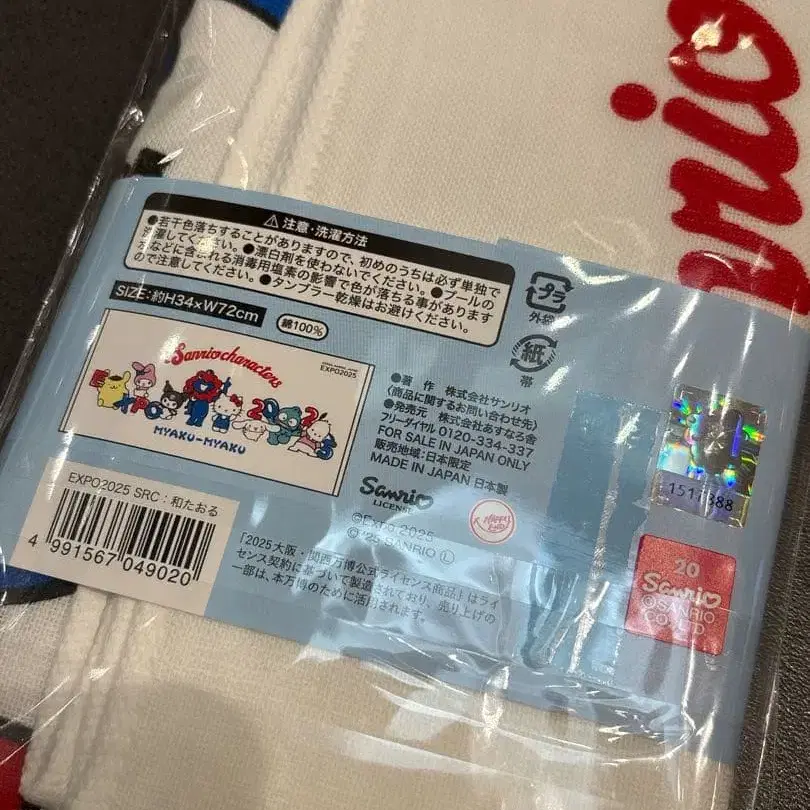 nrio
⚠ 注意・洗濯方法
●若干色落ちすることがありますので、初めのうちは必ず単独で
洗濯してください。●漂白剤を使わないでください。●プールの
水などに含まれる消毒用塩素の影響で色が落ちる事があります
ので注意してください。●タンブラー乾燥はお避けください。
SIZE:約H34×W72cm
綿100%
プラ
外袋
紙
帯
Sanrio characters
EXPO2025
EXPO 2025
MYAKU-MYAKU
●著 作 株式会社サンリオ
〈商品に関するお問い合わせ先〉
●発売元 株式会社あすなろ舎
フリーダイヤル 0120-334-337
FOR SALE IN JAPAN ONLY
販売地域:日本限定
MADE IN JAPAN 日本製
Sanrio
LICENSE
©EXPO 2025
©'25 SANRIO Ⓛ
EXPO2025 SRC:和たおる
4 991567 049020
「2025大阪・関西万博公式ライセンス商品」はライ
センス契約に基づいて製造されており、売り上げの
一部は、本万博のために活用されます。
20
Sanrio
©SANRIO
CO.,LTD.